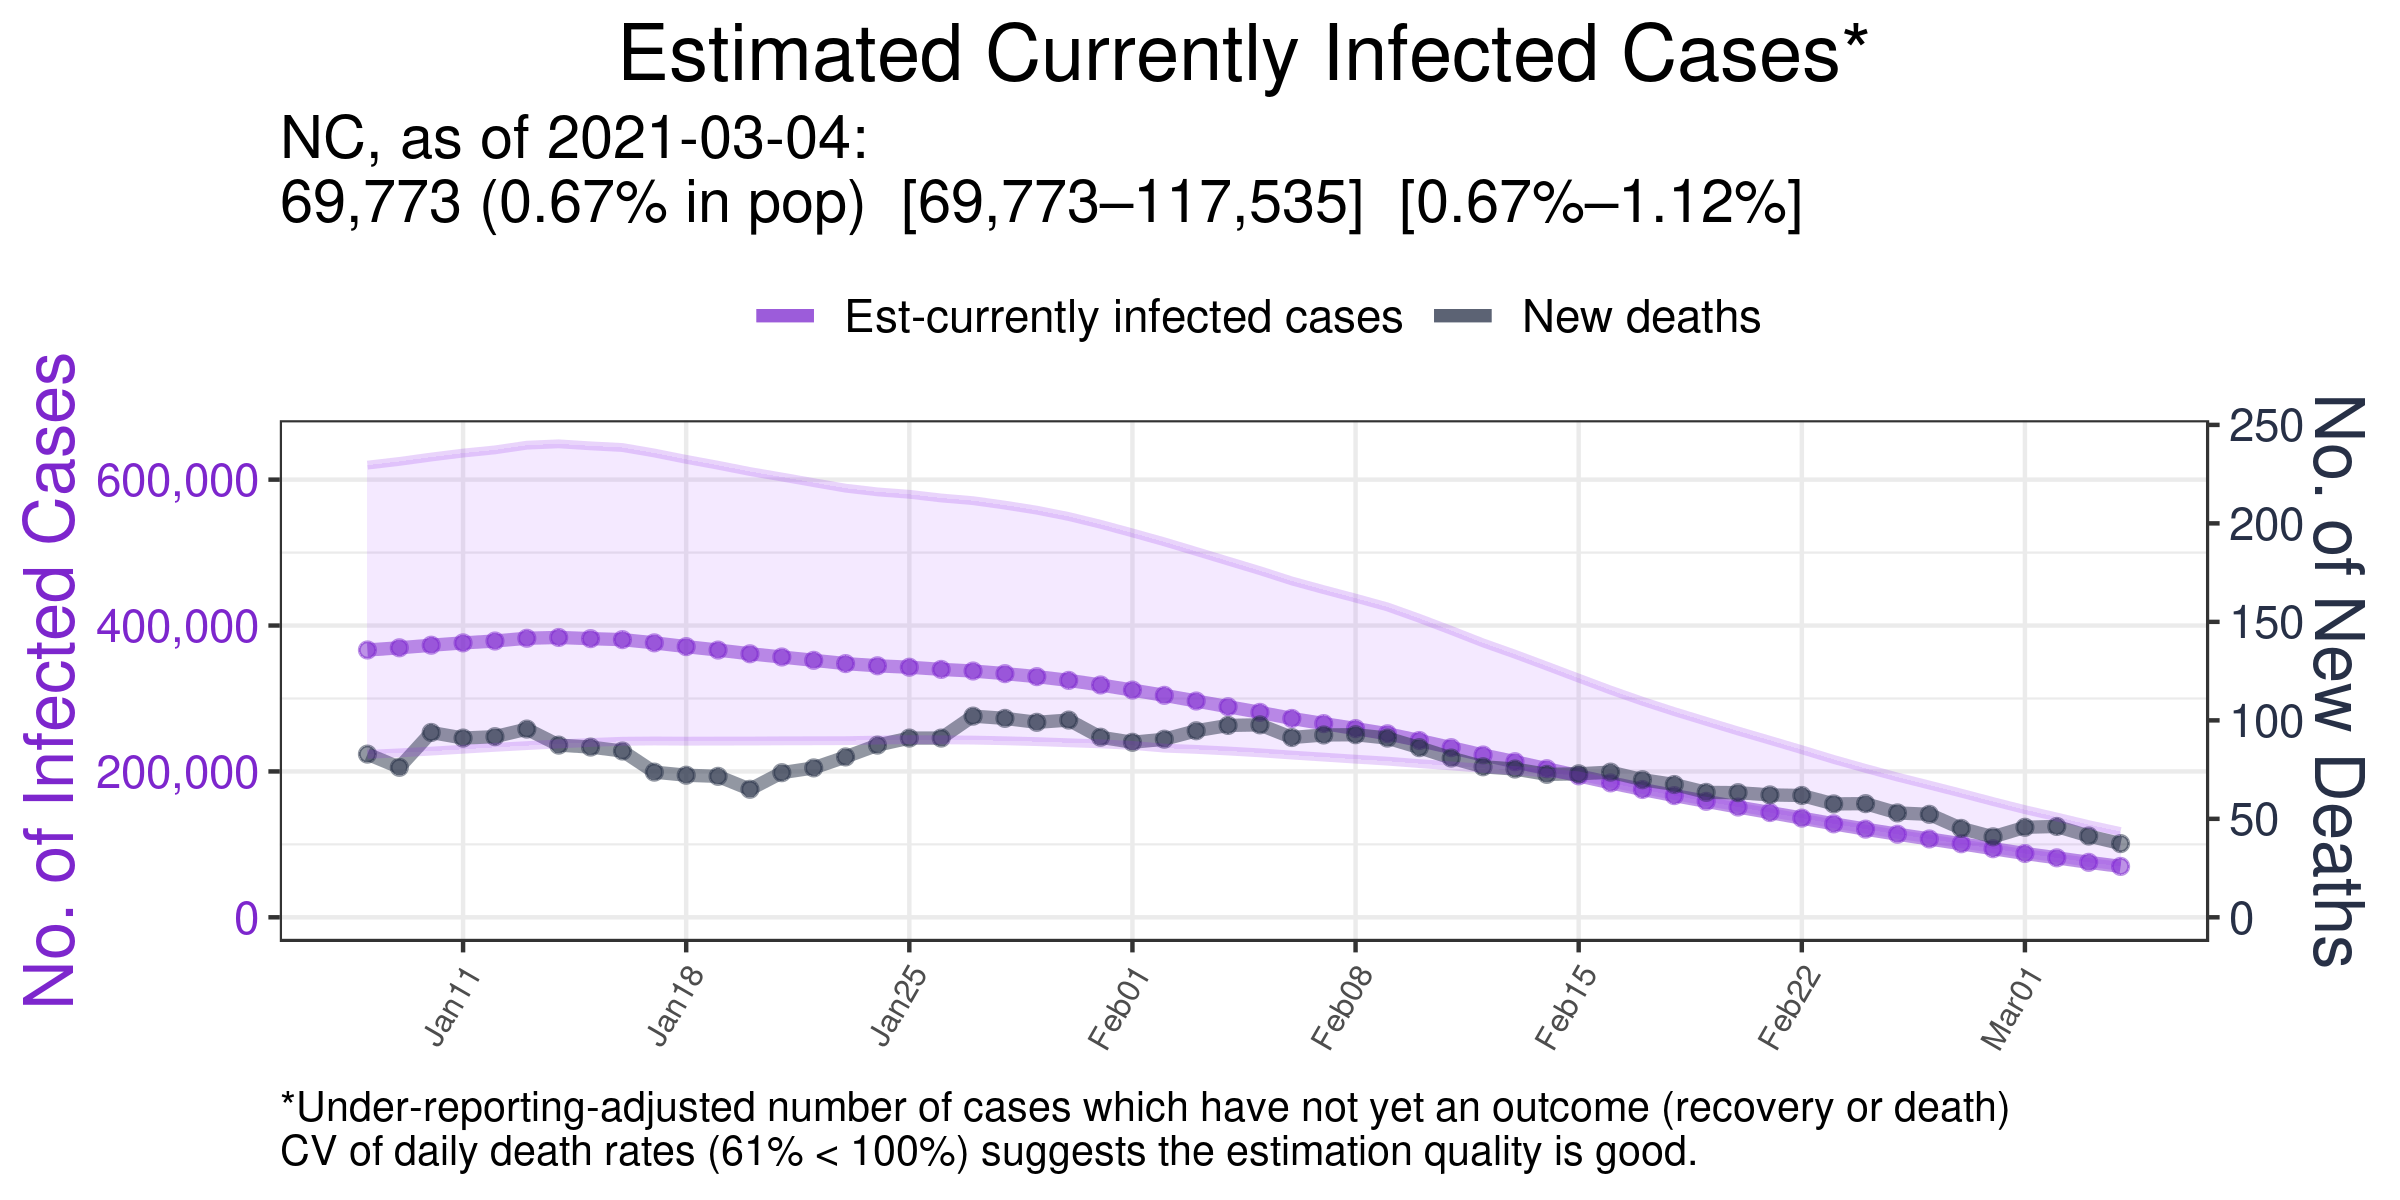 Estimated Currently Infected Cases*
NC, as of 2021-03-04:
69,773 (0.67% in pop)  [69,773–117,535]  [0.67%–1.12%]
Est-currently infected cases
New deaths
No. of Infected Cases
600,000
400,000
200,000
0
No. of New Deaths
250
200
150
100
50
0
Jan11
Jan18
Jan25
Feb01
Feb08
Feb15
Feb22
Mar01
*Under-reporting-adjusted number of cases which have not yet an outcome (recovery or death)
CV of daily death rates (61% < 100%) suggests the estimation quality is good.